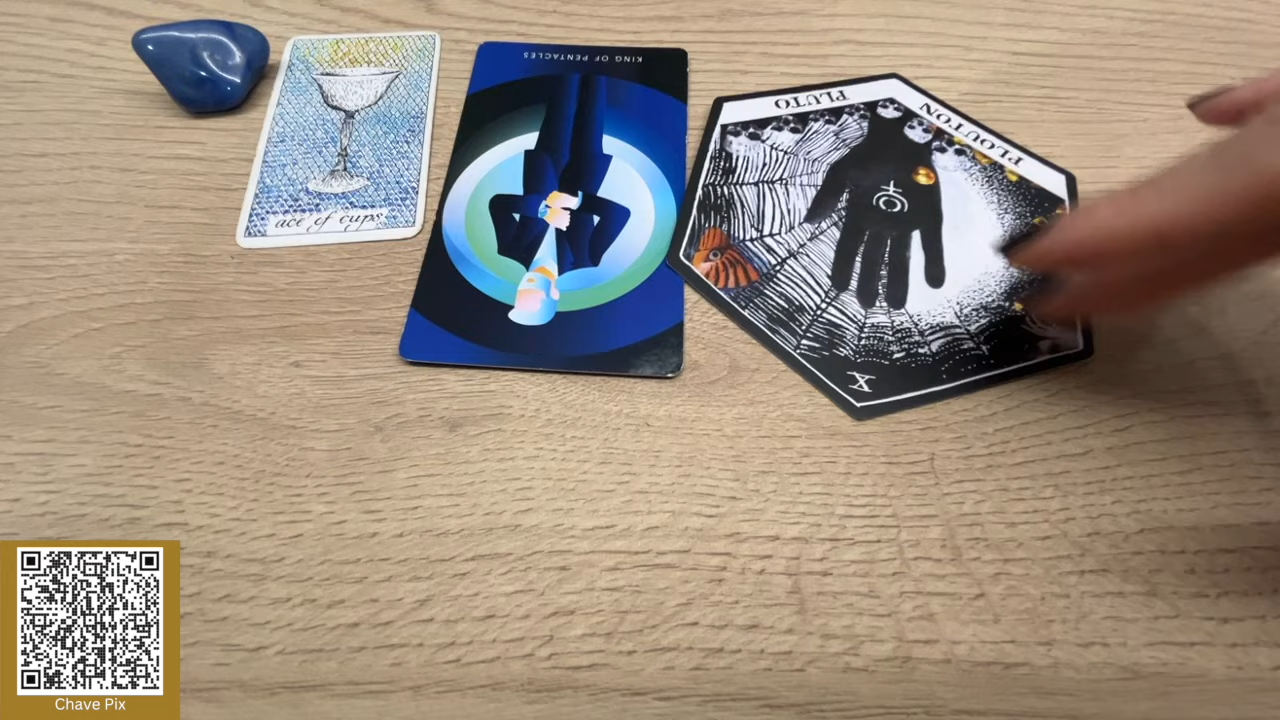 ace of cups
KING OF PENTACLES
PLUTO
PLOUTON
X
Chave Pix